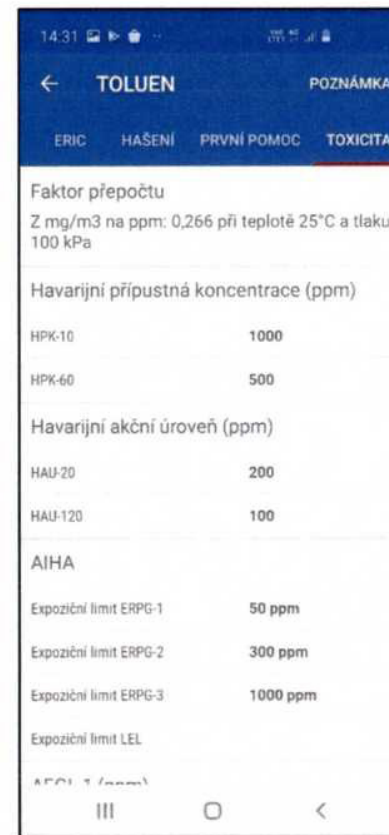 14:31
TOLUEN POZNÁMKA
ERIC HAŠENÍ PRVNÍ POMOC TOXICITA
Faktor přepočtu
Z mg/m3 na ppm: 0,266 při teplotě 25°C a tlaku
100 kPa
Havarijní přípustná koncentrace (ppm)
HPK-10 1000
HPK-60 500
Havarijní akční úroveň (ppm)
HAU-20 200
HAU-120 100
AIHA
Expoziční limit ERPG-1 50 ppm
Expoziční limit ERPG-2 300 ppm
Expoziční limit ERPG-3 1000 ppm
Expoziční limit LEL
AEGL-1 (ppm)